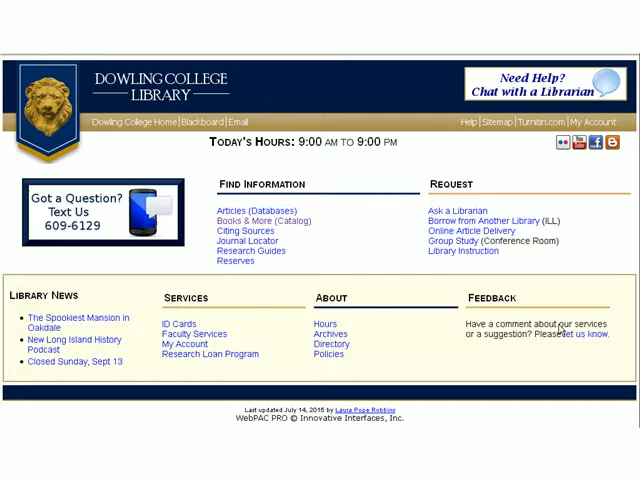 DOWLING COLLEGE
LIBRARY
Need Help?
Chat with a Librarian
Dowling College Home|Blackboard|Email
Help|Sitemap|Turnitin.com|My Account
TODAY'S HOURS: 9:00 AM TO 9:00 PM
You Tube
Got a Question?
Text Us
609-6129
FIND INFORMATION
Articles (Databases)
Books & More (Catalog)
Citing Sources
Journal Locator
Research Guides
Reserves
REQUEST
Ask a Librarian
Borrow from Another Library (ILL)
Online Article Delivery
Group Study (Conference Room)
Library Instruction
LIBRARY NEWS
The Spookiest Mansion in
Oakdale
New Long Island History
Podcast
Closed Sunday, Sept 13
SERVICES
ID Cards
Faculty Services
My Account
Research Loan Program
ABOUT
Hours
Archives
Directory
Policies
FEEDBACK
Have a comment about our services
or a suggestion? Please let us know.
Last updated July 14, 2015 by Laura Pope Robbins
WebPAC PRO © Innovative Interfaces, Inc.